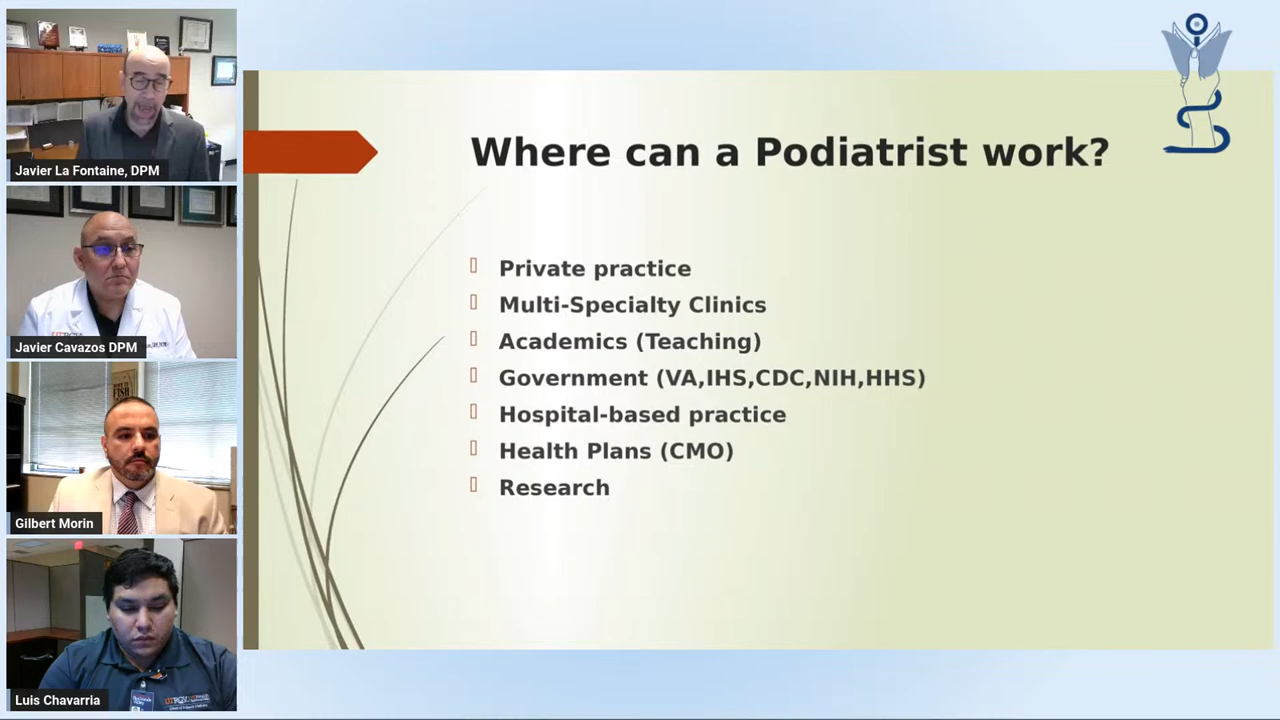 Where can a Podiatrist work?
Private practice
Multi-Specialty Clinics
Academics (Teaching)
Government (VA,IHS,CDC,NIH,HHS)
Hospital-based practice
Health Plans (CMO)
Research
Javier La Fontaine, DPM
Javier Cavazos DPM
Gilbert Morin
Luis Chavarria